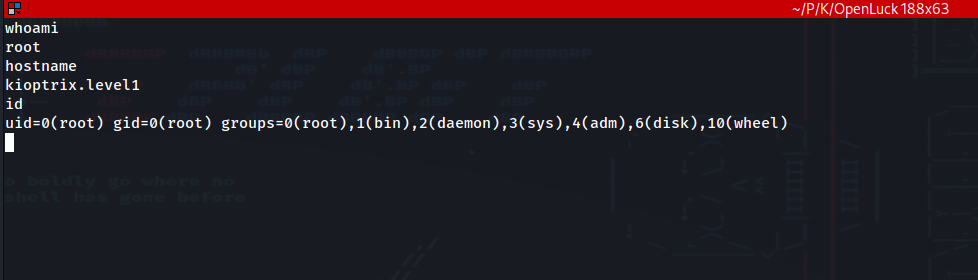 ~/P/K/OpenLuck 188x63
whoami
root
hostname
kioptrix.level1
id
uid=0(root) gid=0(root) groups=0(root),1(bin),2(daemon),3(sys),4(adm),6(disk),10(wheel)
o boldly go where no
shell has gone before